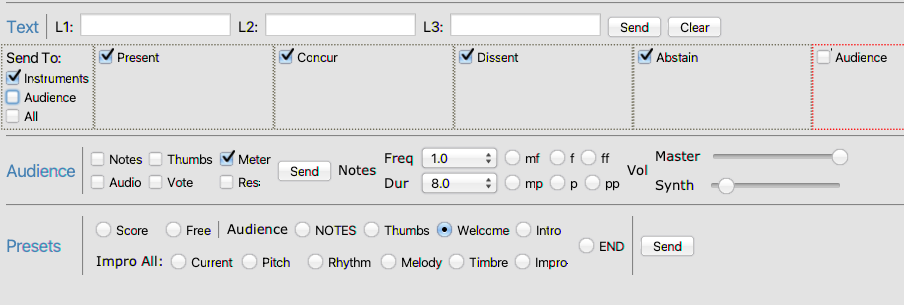 Text L1: L2: L3: Send Clear
Send To: Present Concur Dissent Abstain Audience
Instruments
Audience
All
Notes Thumbs Meter Send Notes Freq 1.0 mf f ff Vol Master
Audience
Audio Vote Res: Dur 8.0 mp p pp Synth
Score Free Audience NOTES Thumbs Welcome Intro
Presets END Send
Impro All: Current Pitch Rhythm Melody Timbre Impro